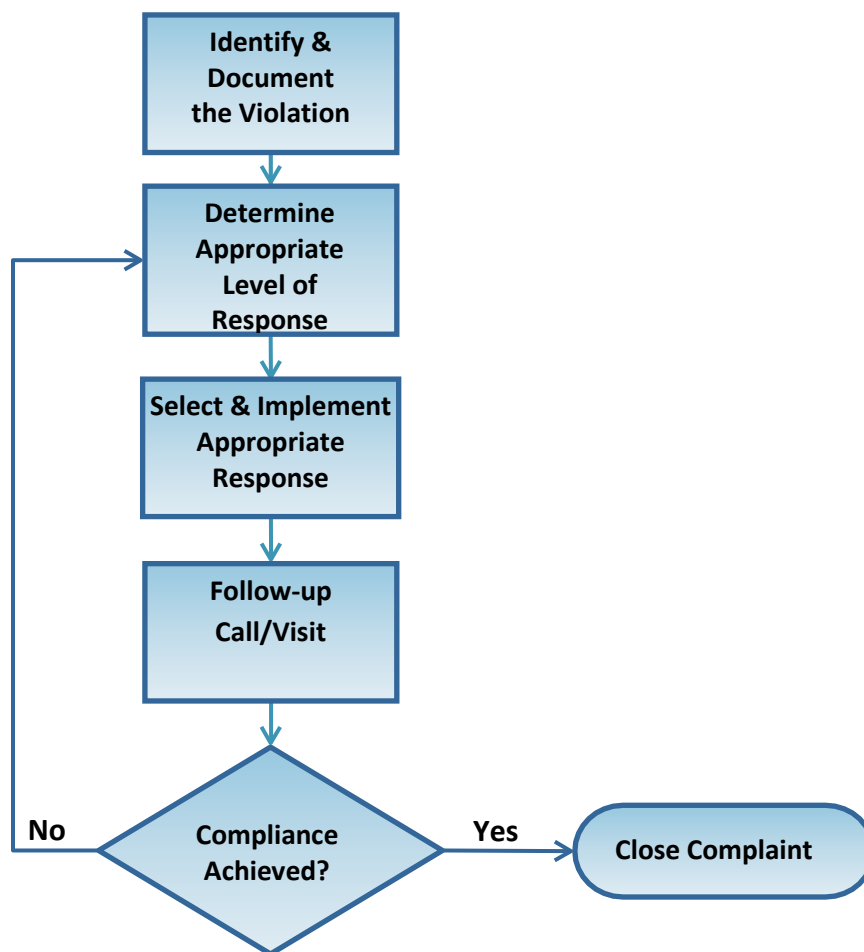 Identify &
Document
the Violation
Determine
Appropriate
Level of
Response
Select & Implement
Appropriate
Response
Follow-up
Call/Visit
No
Compliance
Achieved?
Yes
Close Complaint